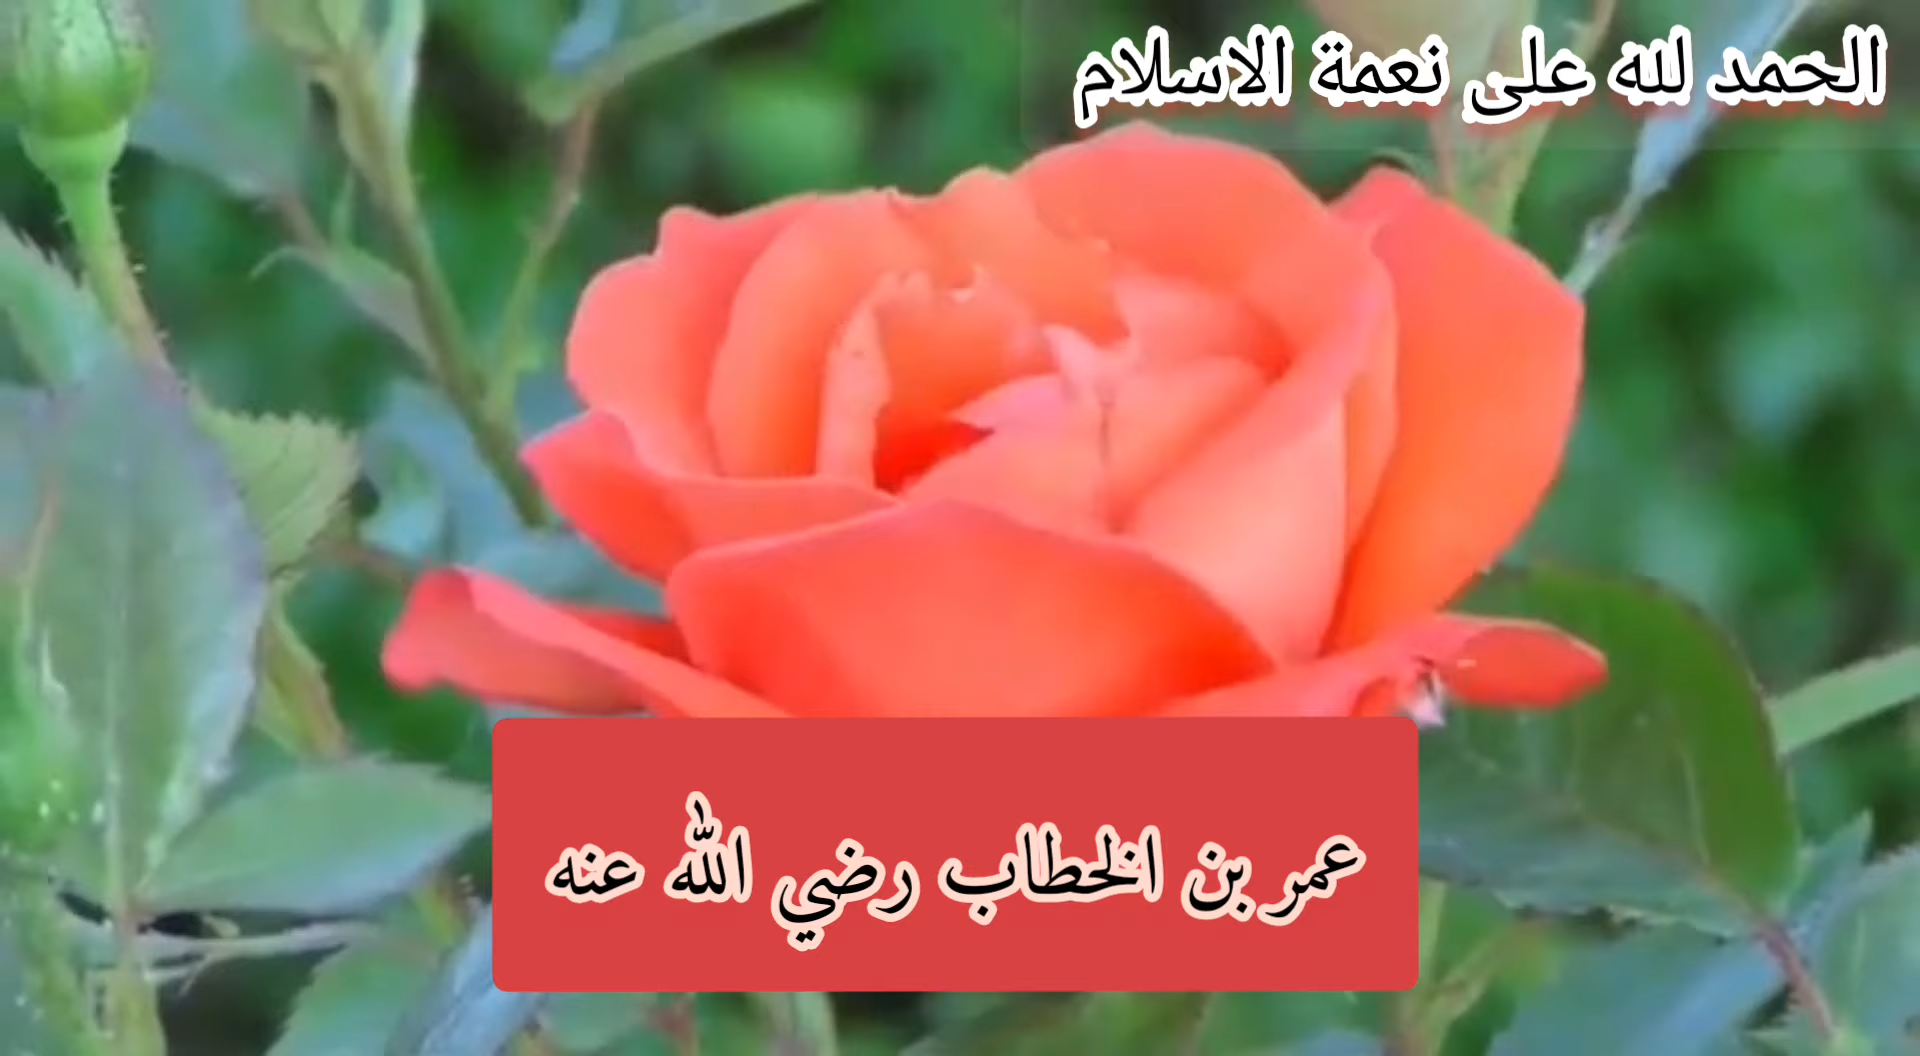 الحمد لله على نعمة الاسلام
عمر بن الخطاب رضي الله عنه